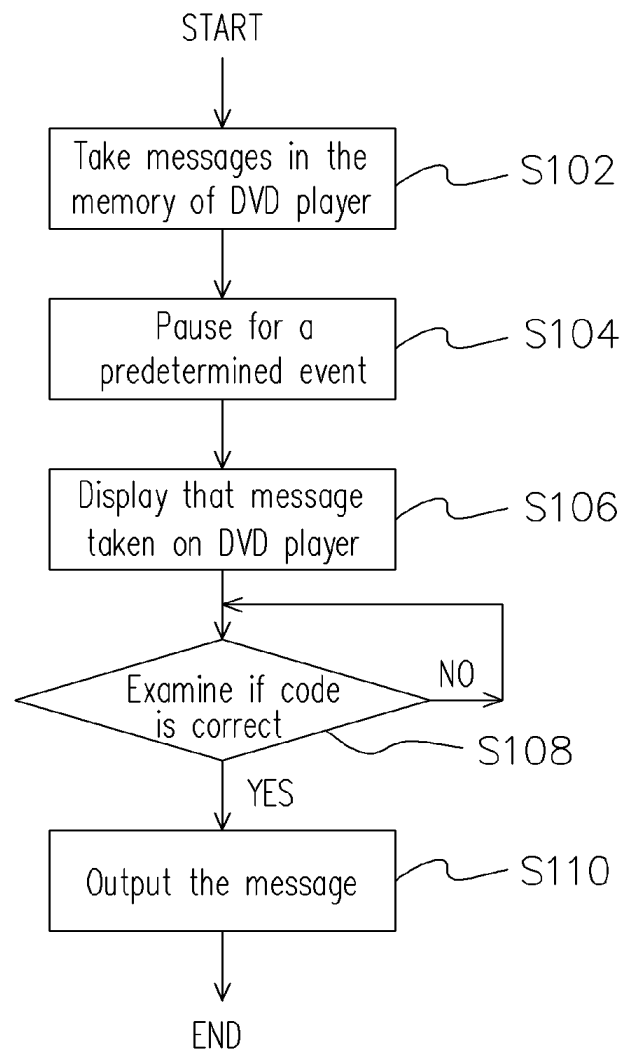 START
Take messages in the
memory of DVD player
S102
Pause for a
predetermined event
S104
Display that message
taken on DVD player
S106
Examine if code
is correct
NO
S108
YES
Output the message
S110
END